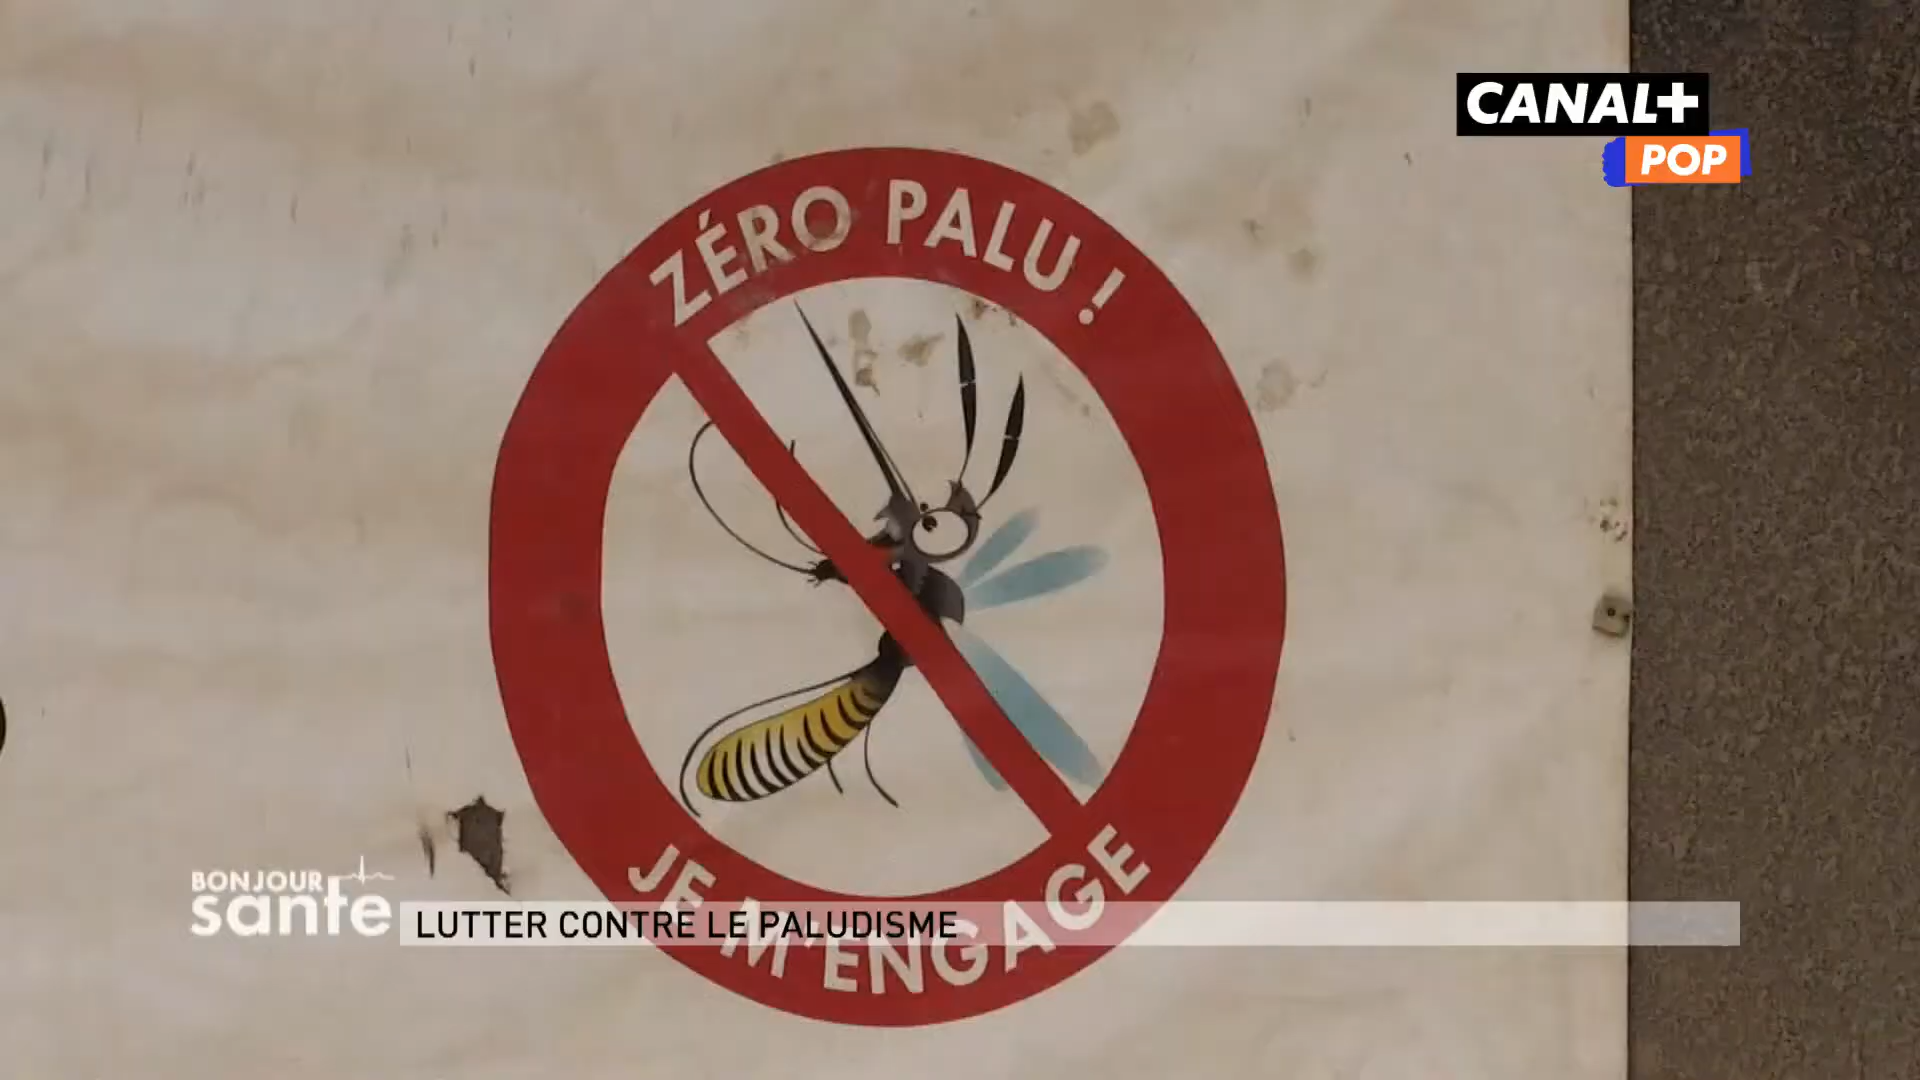 CANAL+
POP
ZÉRO PALU !
JE M'ENGAGE
BONJOUR
santé
LUTTER CONTRE LE PALUDISME